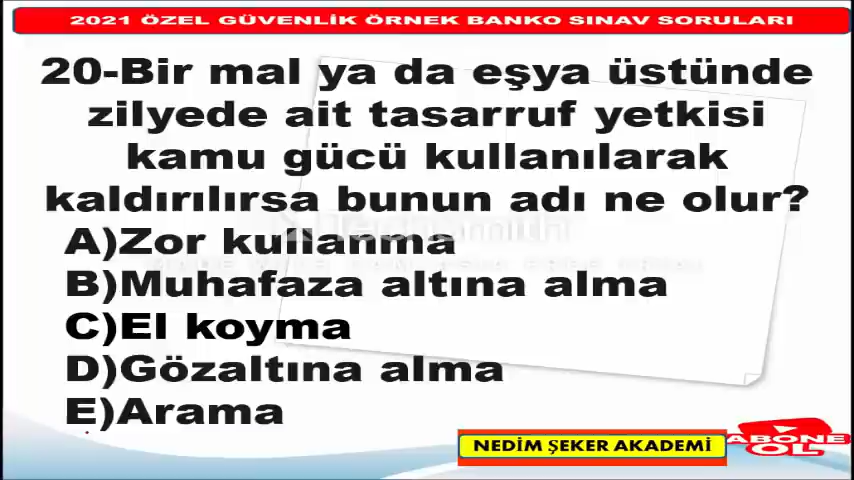 2021 ÖZEL GÜVENLİK ÖRNEK BANKO SINAV SORULARI
20-Bir mal ya da eşya üstünde
zilyede ait tasarruf yetkisi
kamu gücü kullanılarak
kaldırılırsa bunun adı ne olur?
A)Zor kullanma
B)Muhafaza altına alma
C)El koyma
D)Gözaltına alma
E)Arama
NEDİM ŞEKER AKADEMİ
ABONE
OL